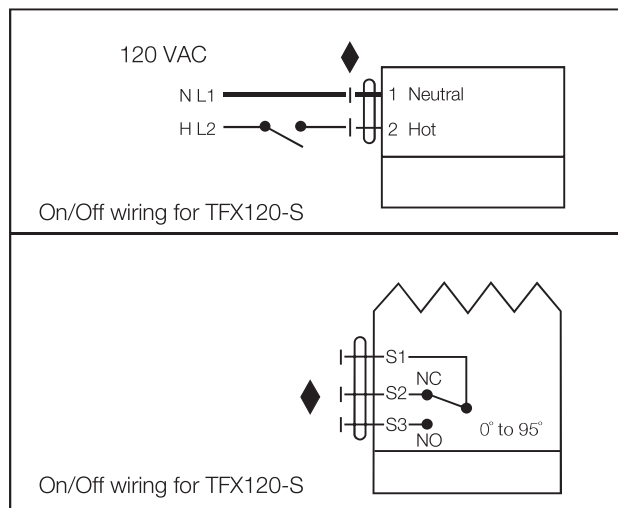 120 VAC
N L1
1 Neutral
H L2
2 Hot
On/Off wiring for TFX120-S
S1
S2
NC
S3
NO
0° to 95°
On/Off wiring for TFX120-S